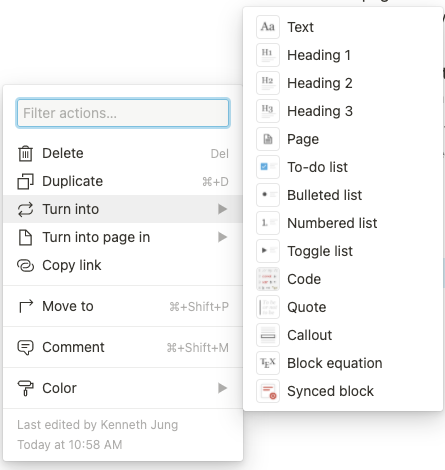 Filter actions...
Delete Del
Duplicate ⌘+D
Turn into
Turn into page in
Copy link
Move to ⌘+Shift+P
Comment ⌘+Shift+M
Color
Last edited by Kenneth Jung
Today at 10:58 AM
Aa Text
H1 Heading 1
H2 Heading 2
H3 Heading 3
Page
To-do list
Bulleted list
1. Numbered list
Toggle list
Code
Quote
Callout
TEX Block equation
Synced block